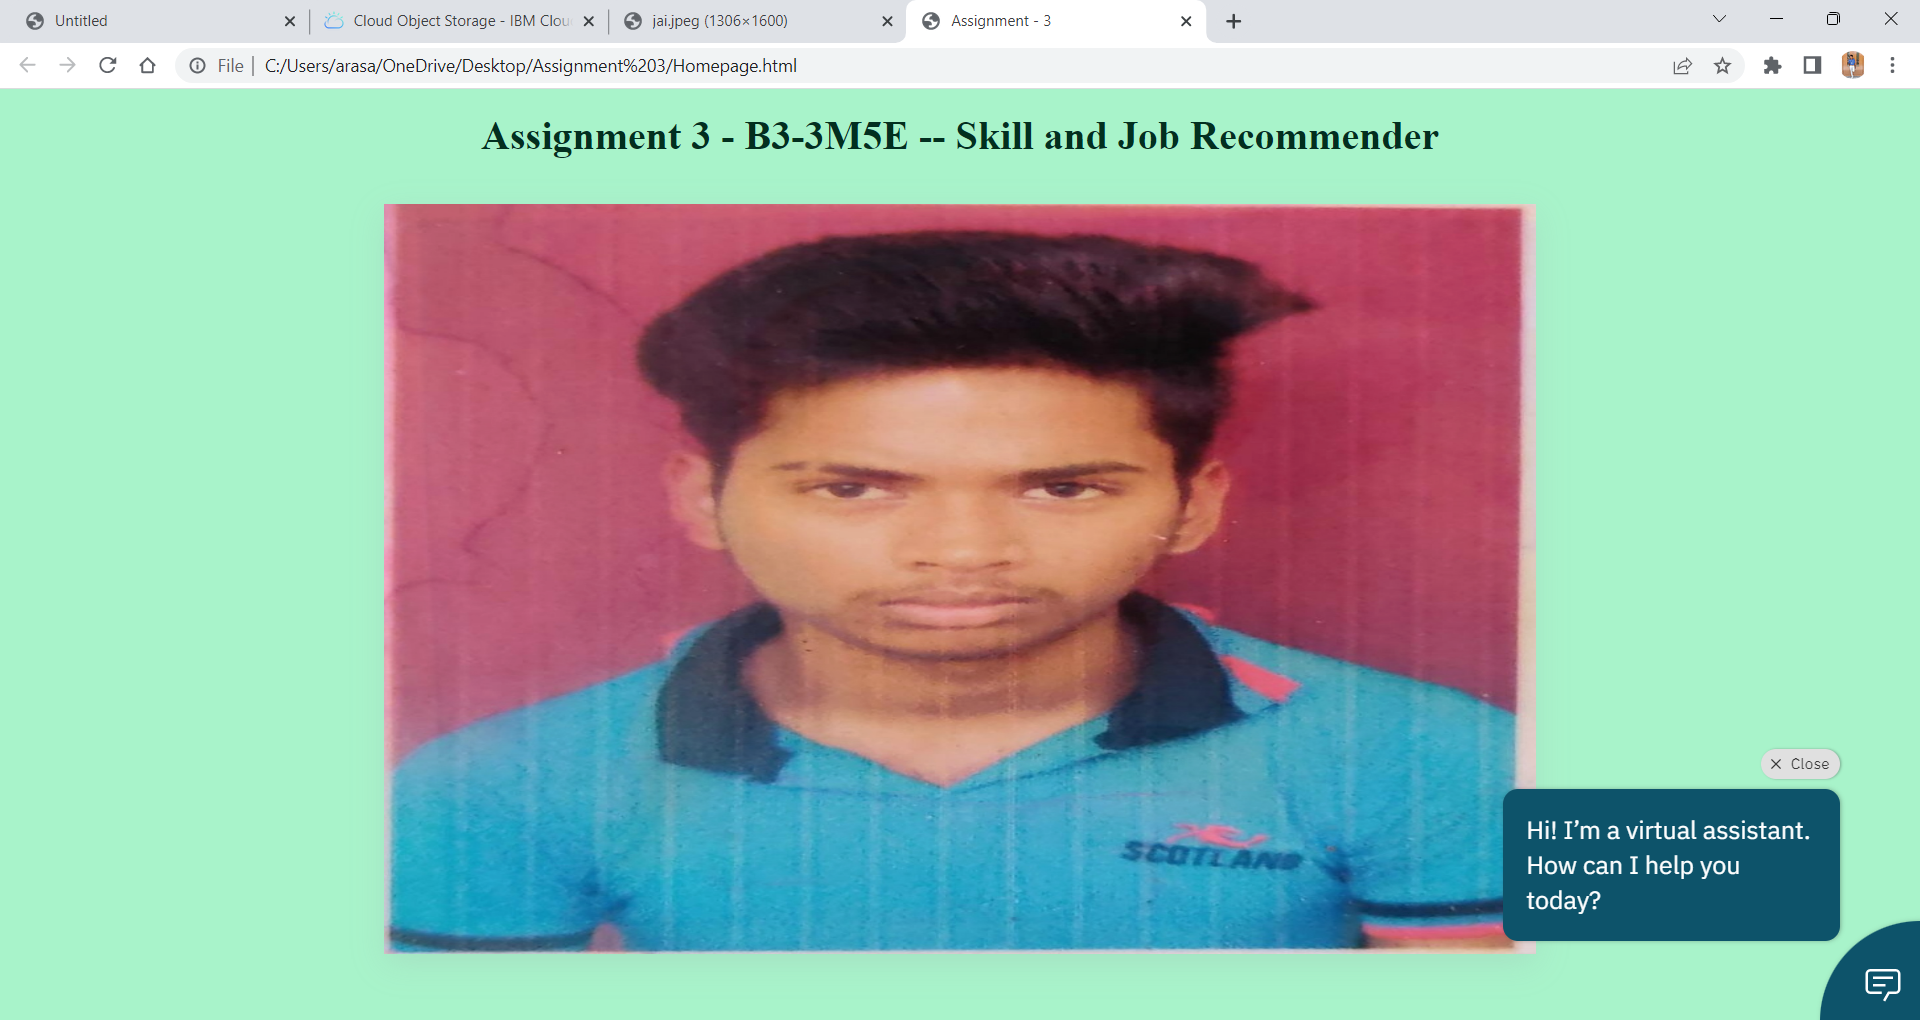 Untitled
Cloud Object Storage - IBM Clou
jai.jpeg (1306×1600)
Assignment - 3
File
C:/Users/arasa/OneDrive/Desktop/Assignment%203/Homepage.html
Assignment 3 - B3-3M5E -- Skill and Job Recommender
SCOTLAND
Close
Hi! I’m a virtual assistant.
How can I help you
today?